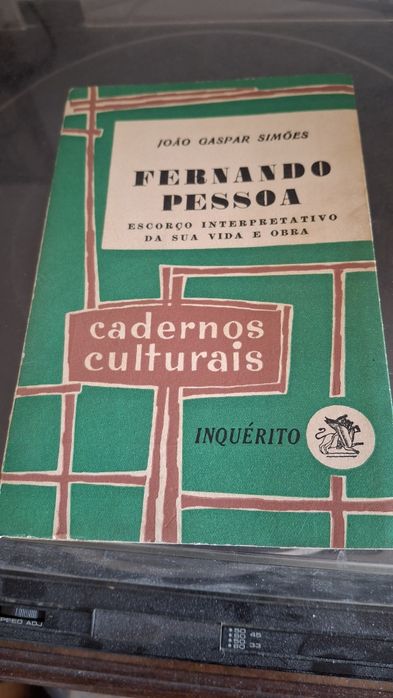 JOÃO GASPAR SIMÕES
FERNANDO
PESSOA
ESCORÇO INTERPRETATIVO
DA SUA VIDA E OBRA
cadernos
culturais
INQUÉRITO
PEED ADJ
45
33